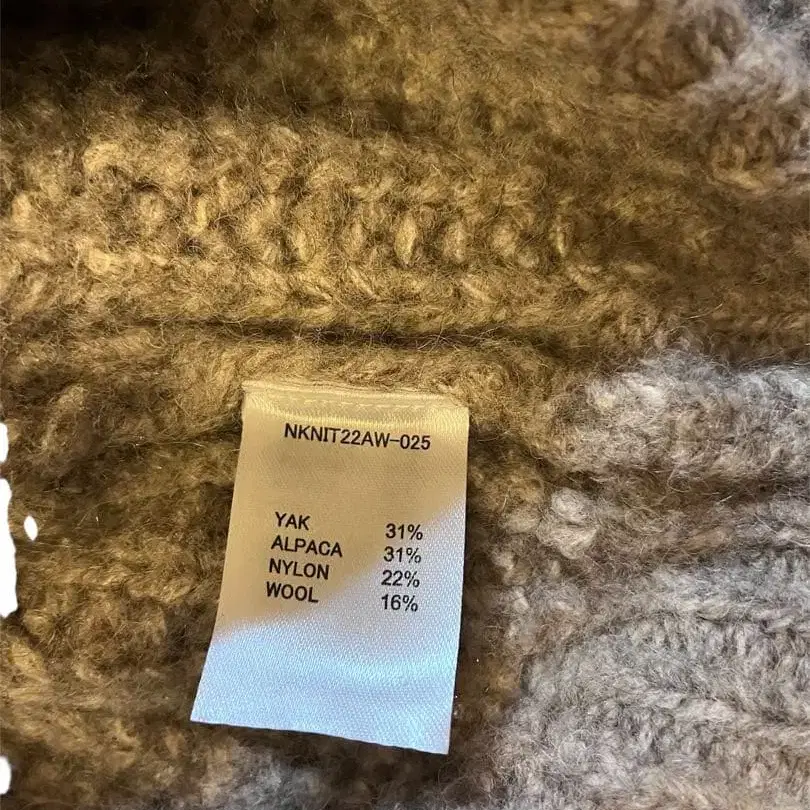 NKNIT22AW-025
YAK 31%
ALPACA 31%
NYLON 22%
WOOL 16%